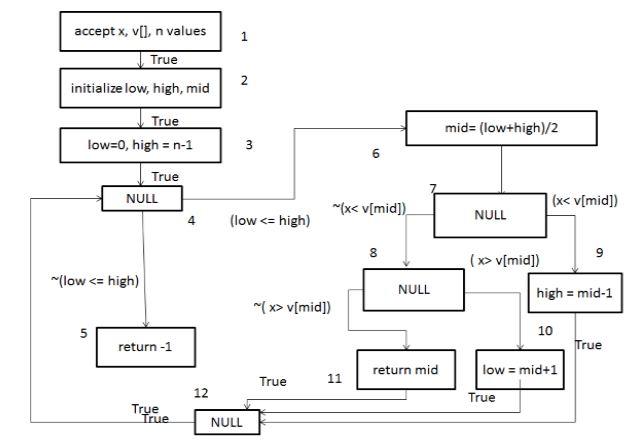 accept x, v[], n values
1
True
initialize low, high, mid
2
True
low=0, high = n-1
3
True
NULL
4
(low <= high)
~(low <= high)
5
return -1
mid= (low+high)/2
6
7
NULL
~(x< v[mid])
(x< v[mid])
8
NULL
( x> v[mid])
9
high = mid-1
True
~( x> v[mid])
10
low = mid+1
True
11
return mid
True
12
NULL
True
True